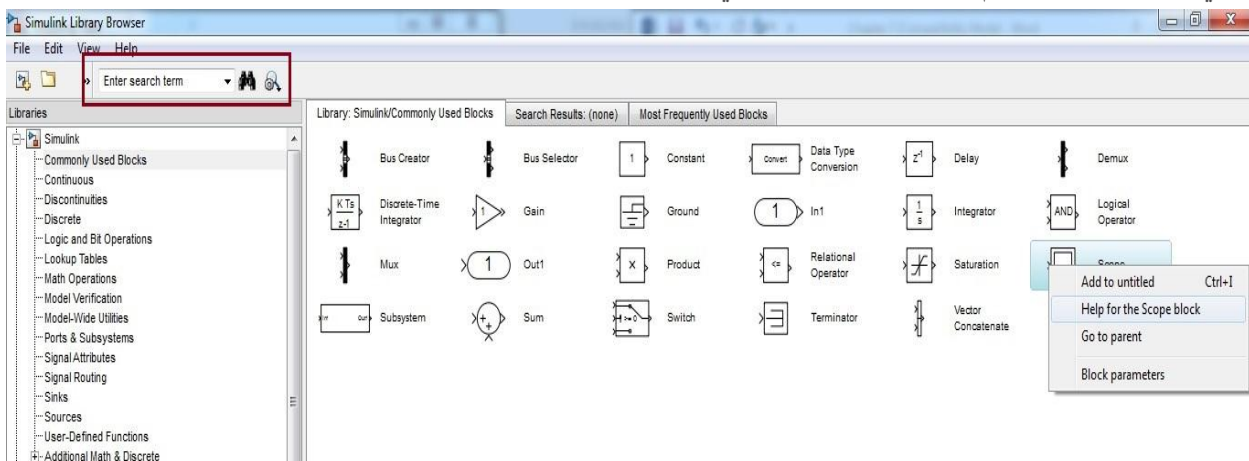 Simulink Library Browser
File Edit View Help
» Enter search term
Libraries
Library: Simulink/Commonly Used Blocks
Search Results: (none)
Most Frequently Used Blocks
Simulink
Commonly Used Blocks
Continuous
Discontinuities
Discrete
Logic and Bit Operations
Lookup Tables
Math Operations
Model Verification
Model-Wide Utilities
Ports & Subsystems
Signal Attributes
Signal Routing
Sinks
Sources
User-Defined Functions
Additional Math & Discrete
Bus Creator
Bus Selector
1 Constant
Convert Data Type
Conversion
z-1 Delay
Demux
K Ts
z-1
Discrete-Time
Integrator
1 Gain
Ground
1 In1
1
s
Integrator
AND Logical
Operator
Mux
1 Out1
× Product
<= Relational
Operator
Saturation
Scope
Subsystem
Sum
Switch
Terminator
Vector
Concatenate
Add to untitled Ctrl+I
Help for the Scope block
Go to parent
Block parameters